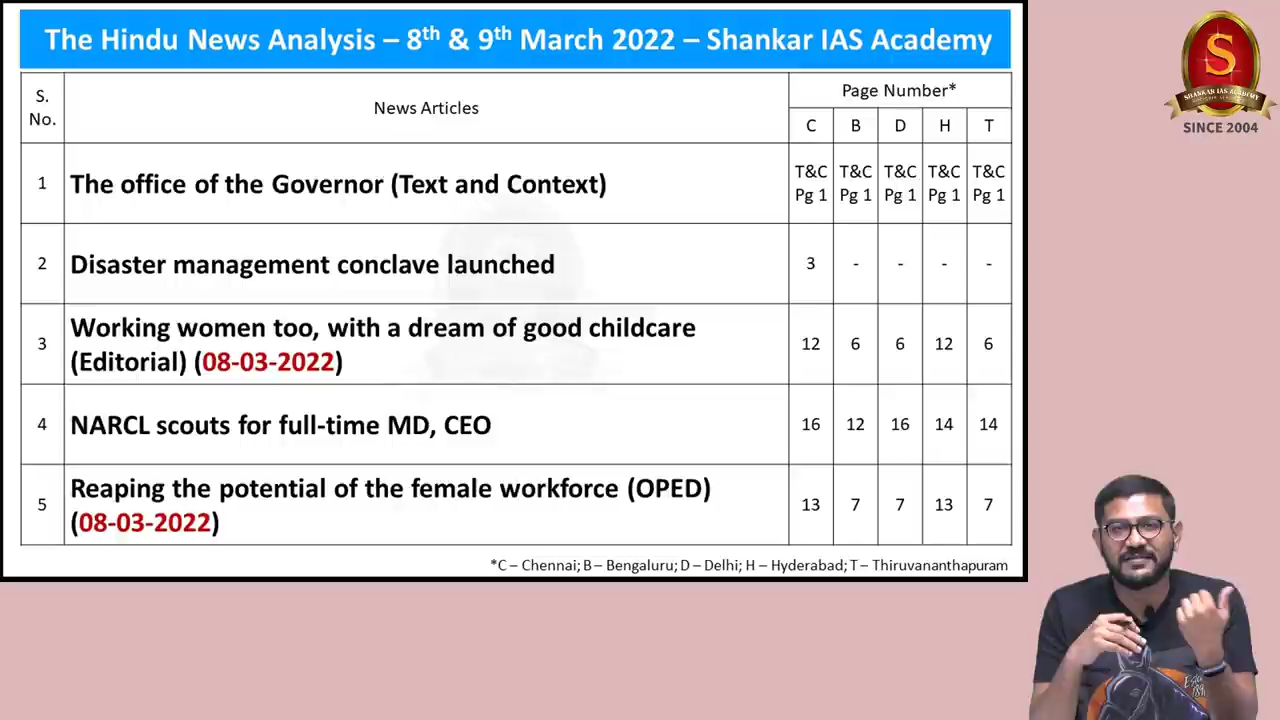 The Hindu News Analysis – 8th & 9th March 2022 – Shankar IAS Academy
S. No.
News Articles
Page Number*
C B D H T
1 The office of the Governor (Text and Context) T&C Pg 1 T&C Pg 1 T&C Pg 1 T&C Pg 1 T&C Pg 1
2 Disaster management conclave launched 3 - - - -
3 Working women too, with a dream of good childcare
(Editorial) (08-03-2022) 12 6 6 12 6
4 NARCL scouts for full-time MD, CEO 16 12 16 14 14
5 Reaping the potential of the female workforce (OPED)
(08-03-2022) 13 7 7 13 7
*C – Chennai; B – Bengaluru; D – Delhi; H – Hyderabad; T – Thiruvananthapuram
S
SHANKAR IAS ACADEMY
SINCE 2004